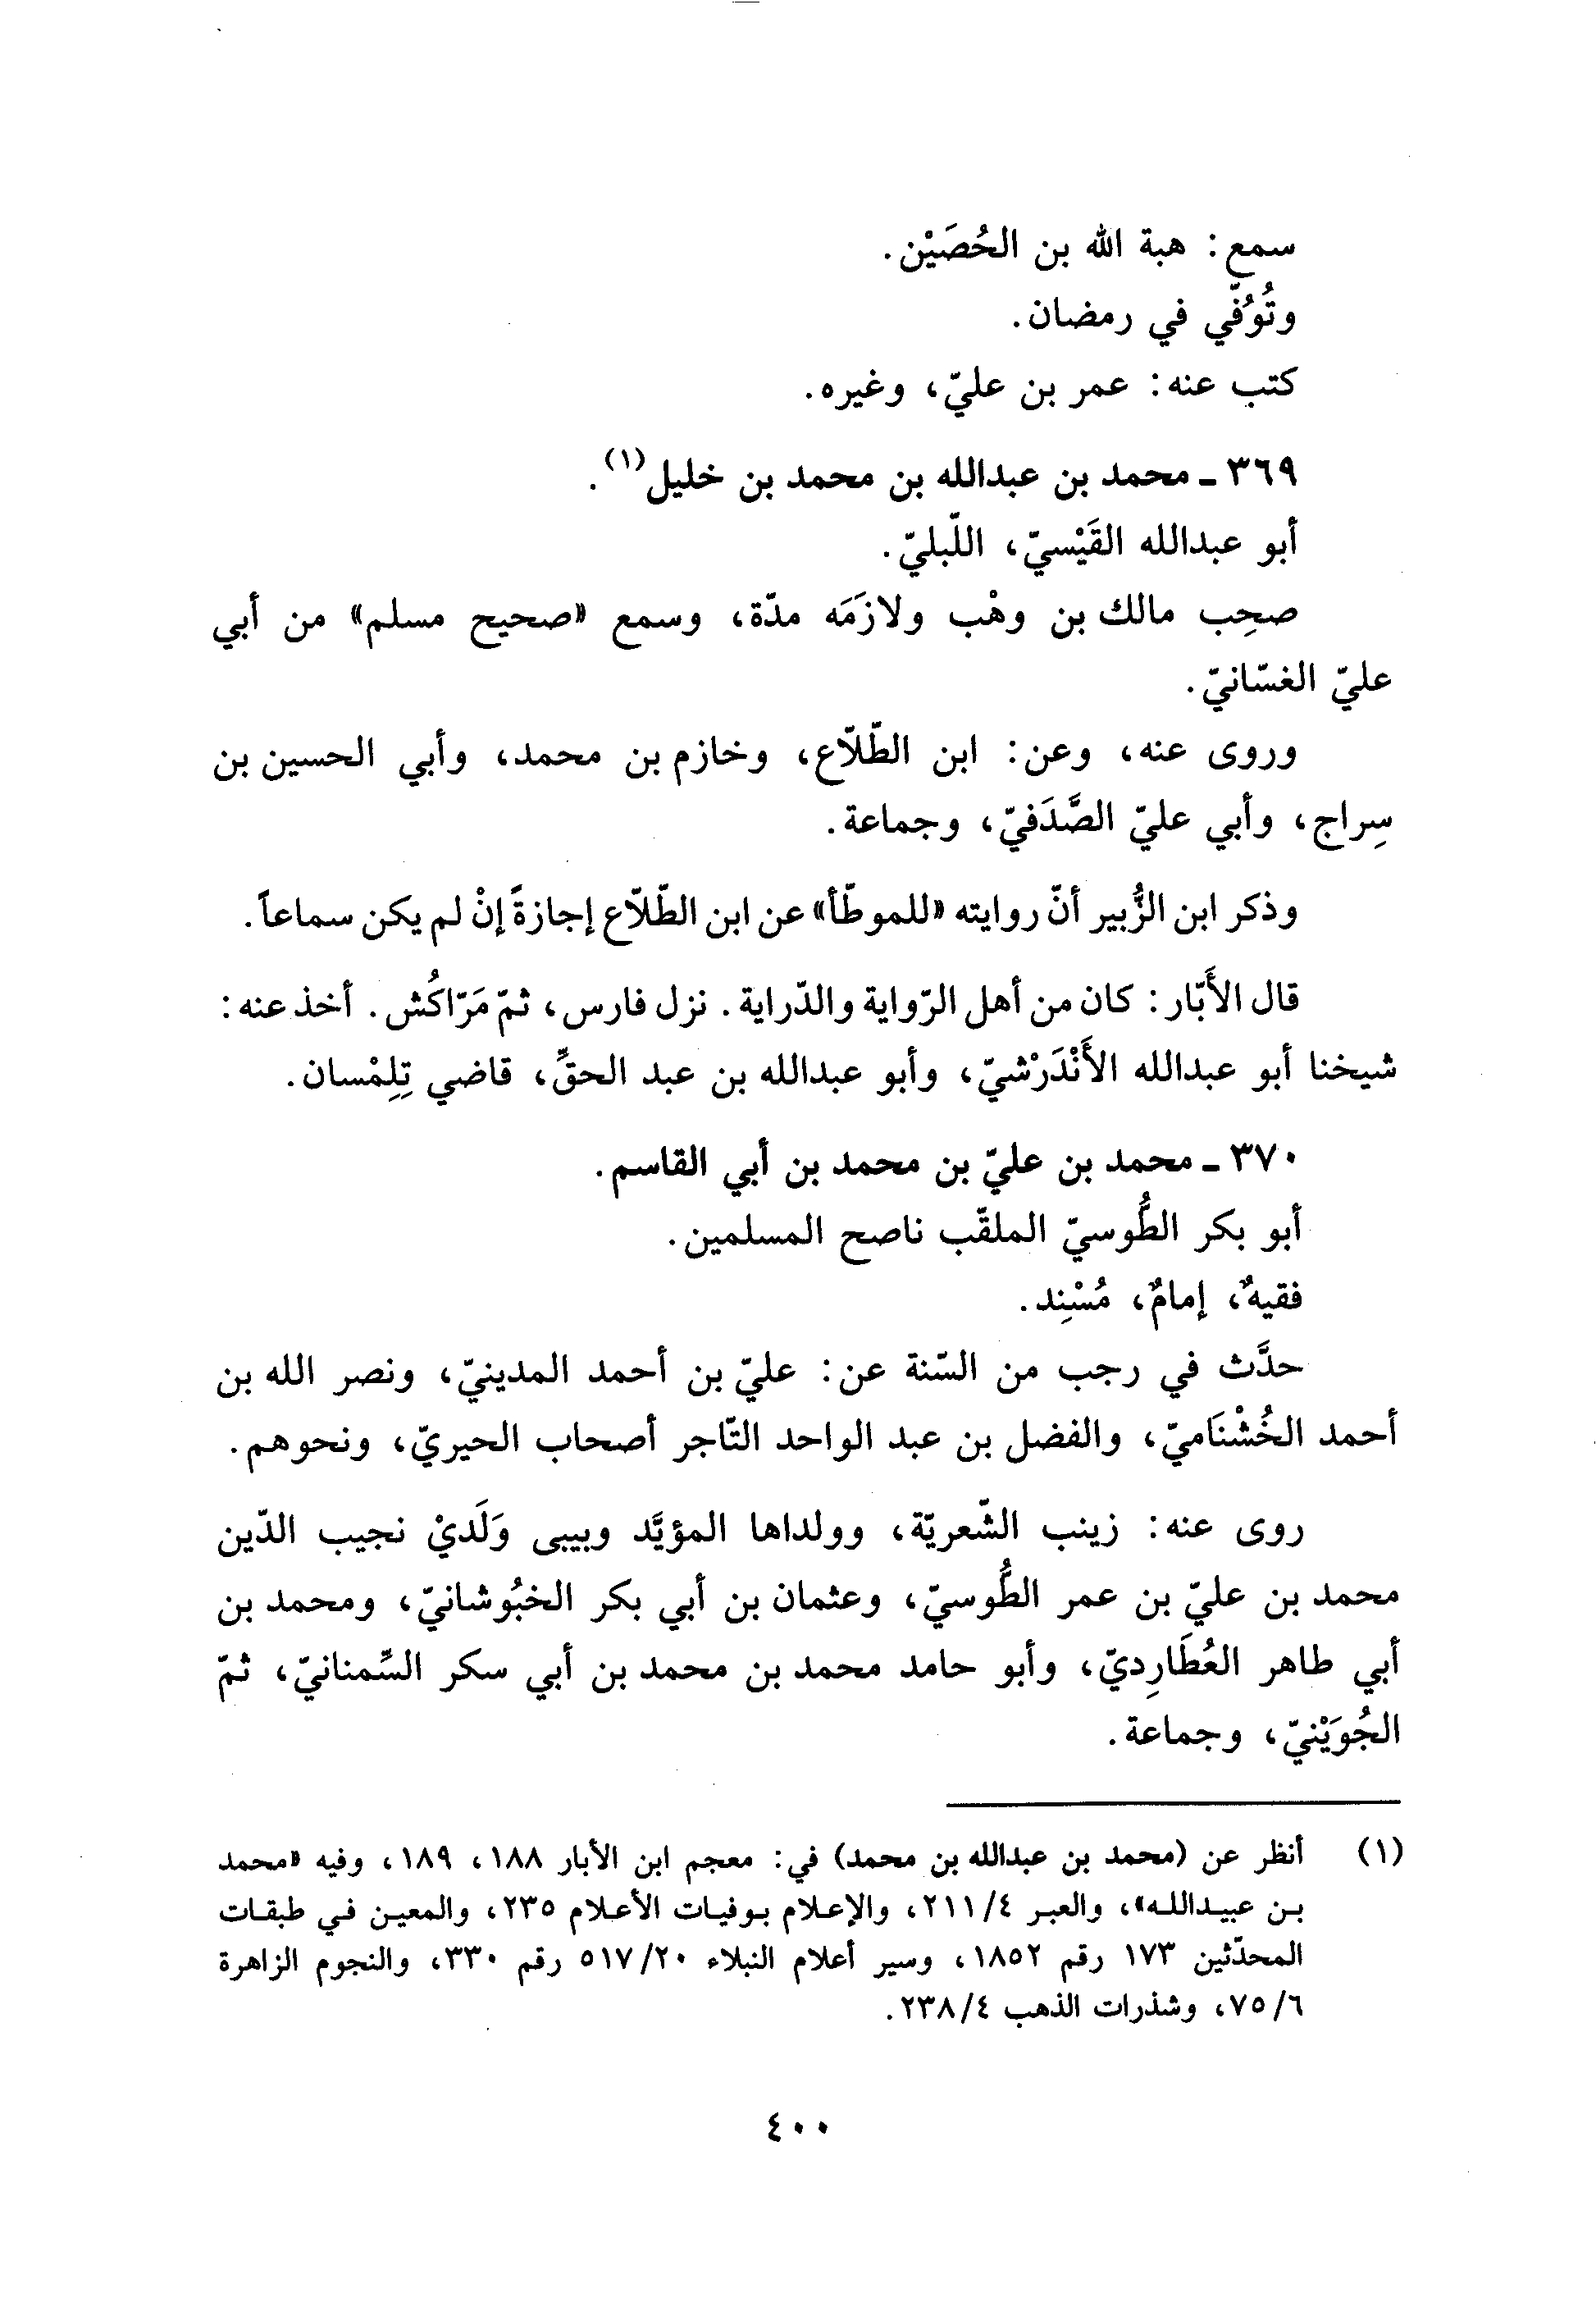 سمع: هبة الله بن الحُصَيْن.
وتُوُفّي في رمضان.
كتب عنه: عمر بن عليّ، وغيره.
٣٦٩ ـ محمد بن عبدالله بن محمد بن خليل(١).
أبو عبدالله القَيْسيّ، اللّبليّ.
صحِب مالك بن وهْب ولازَمَه مدّة، وسمع «صحيح مسلم» من أبي
عليّ الغسّانيّ.
وروى عنه، وعن: ابن الطّلّاع، وخازم بن محمد، وأبي الحسين بن
سِراج، وأبي عليّ الصَّدَفيّ، وجماعة.
وذكر ابن الزُّبير أنّ روايته «للموطّأ» عن ابن الطّلّاع إجازةً إنْ لم يكن سماعاً.
قال الأَبّار: كان من أهل الرّواية والدّراية. نزل فارس، ثمّ مَرّاكُش. أخذ عنه:
شيخنا أبو عبدالله الأَنْدَرْشيّ، وأبو عبدالله بن عبد الحقِّ، قاضي تِلِمْسان.
٣٧٠ ـ محمد بن عليّ بن محمد بن أبي القاسم.
أبو بكر الطُّوسيّ الملقّب ناصح المسلمين.
فقيهٌ، إمامٌ، مُسْنِد.
حدَّث في رجب من السّنة عن: عليّ بن أحمد المدينيّ، ونصر الله بن
أحمد الخُشْنَاميّ، والفضل بن عبد الواحد التّاجر أصحاب الحيريّ، ونحوهم.
روى عنه: زينب الشّعريّة، وولداها المؤيَّد وبيبى وَلَديْ نجيب الدّين
محمد بن عليّ بن عمر الطُّوسيّ، وعثمان بن أبي بكر الخبُوشانيّ، ومحمد بن
أبي طاهر العُطَارِديّ، وأبو حامد محمد بن محمد بن أبي سكر السِّمنانيّ، ثمّ
الجُوَيْنيّ، وجماعة.
(١) أنظر عن (محمد بن عبدالله بن محمد) في: معجم ابن الأبار ١٨٨، ١٨٩، وفيه «محمد
بن عبيدالله»، والعبر ٤/٢١١، والإعلام بوفيات الأعلام ٢٣٥، والمعين في طبقات
المحدّثين ١٧٣ رقم ١٨٥٢، وسير أعلام النبلاء ٢٠/٥١٧ رقم ٣٣٠، والنجوم الزاهرة
٦/٧٥، وشذرات الذهب ٤/٢٣٨.
٤٠٠